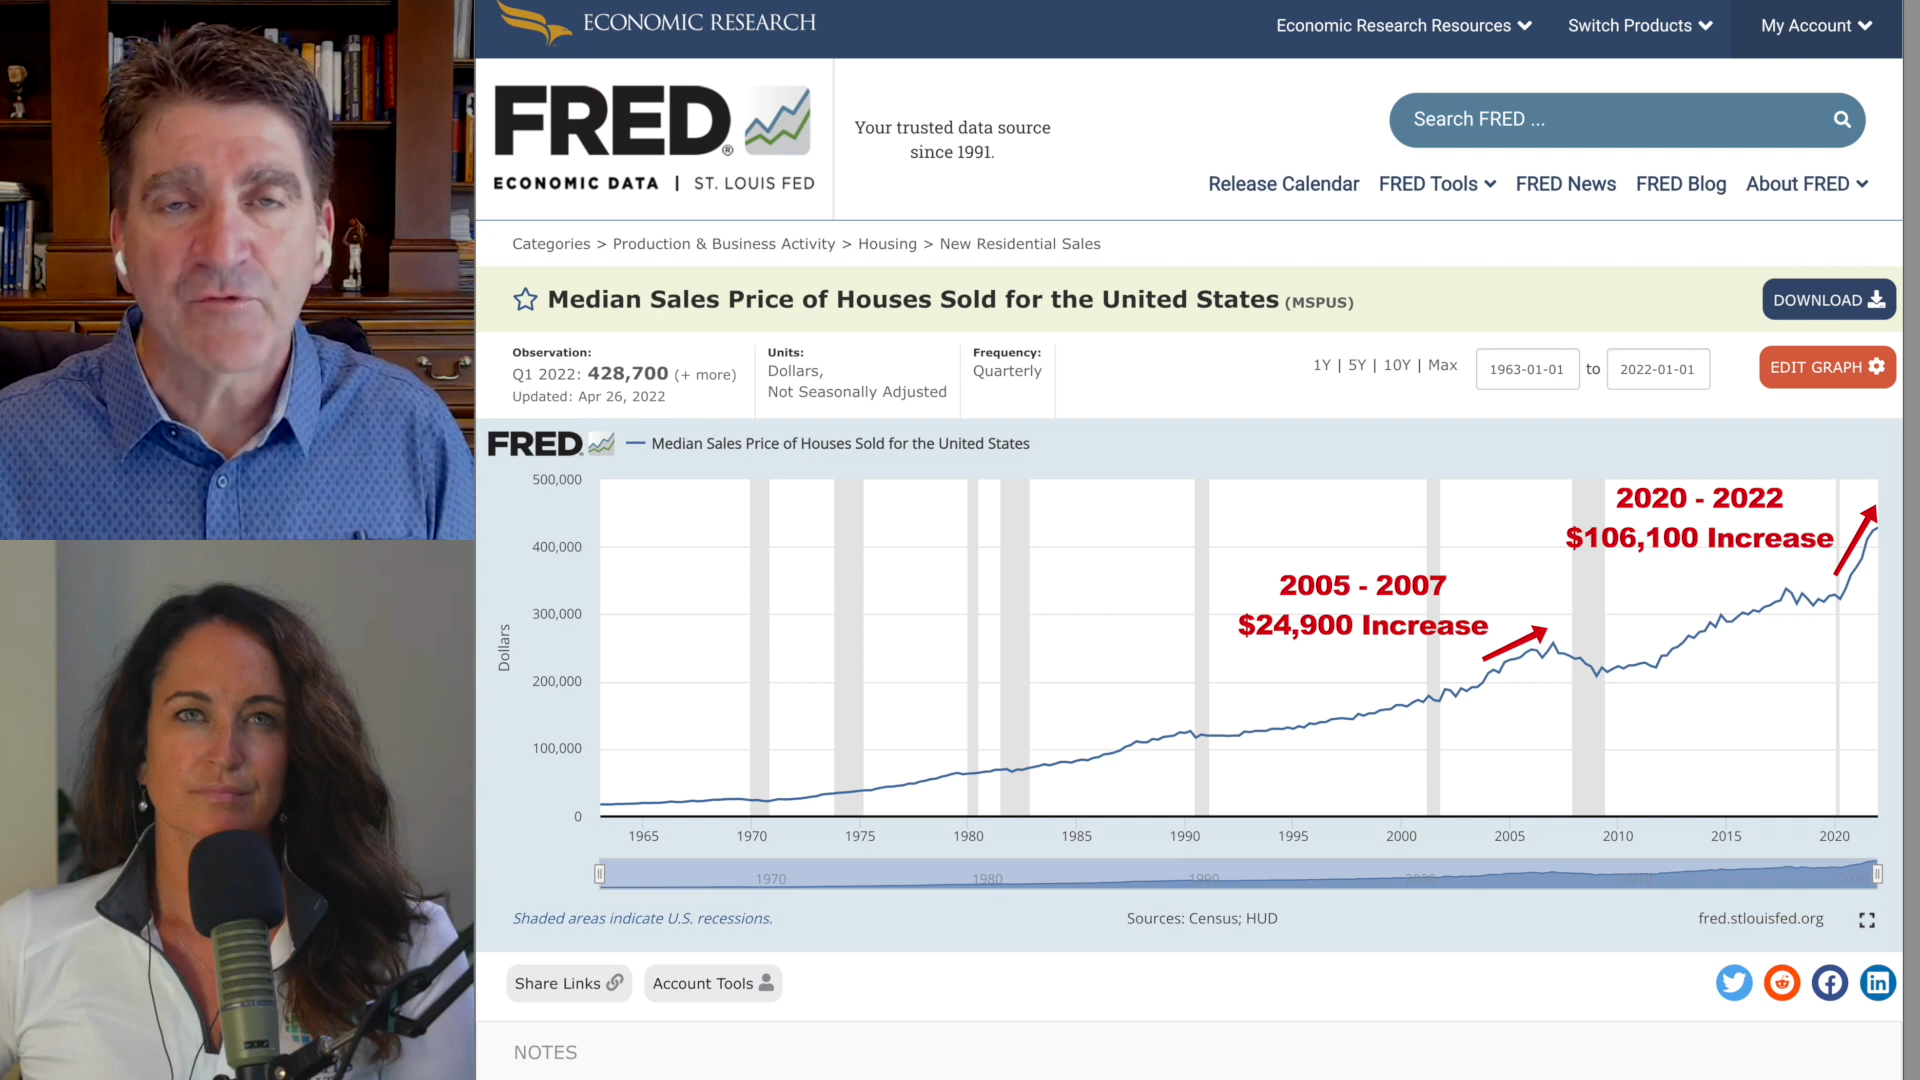 ECONOMIC RESEARCH
Economic Research Resources
Switch Products
My Account
FRED®
ECONOMIC DATA | ST. LOUIS FED
Your trusted data source
since 1991.
Search FRED ...
Release Calendar
FRED Tools
FRED News
FRED Blog
About FRED
Categories > Production & Business Activity > Housing > New Residential Sales
Median Sales Price of Houses Sold for the United States (MSPUS)
DOWNLOAD
Observation:
Q1 2022: 428,700 (+ more)
Updated: Apr 26, 2022
Units:
Dollars,
Not Seasonally Adjusted
Frequency:
Quarterly
1Y | 5Y | 10Y | Max
1963-01-01 to 2022-01-01
EDIT GRAPH
FRED
Median Sales Price of Houses Sold for the United States
500,000
400,000
300,000
200,000
100,000
0
Dollars
2020 - 2022
$106,100 Increase
2005 - 2007
$24,900 Increase
1965 1970 1975 1980 1985 1990 1995 2000 2005 2010 2015 2020
1970 1980 1990 2000 2010 2020
Shaded areas indicate U.S. recessions.
Sources: Census; HUD
fred.stlouisfed.org
Share Links
Account Tools
in
NOTES